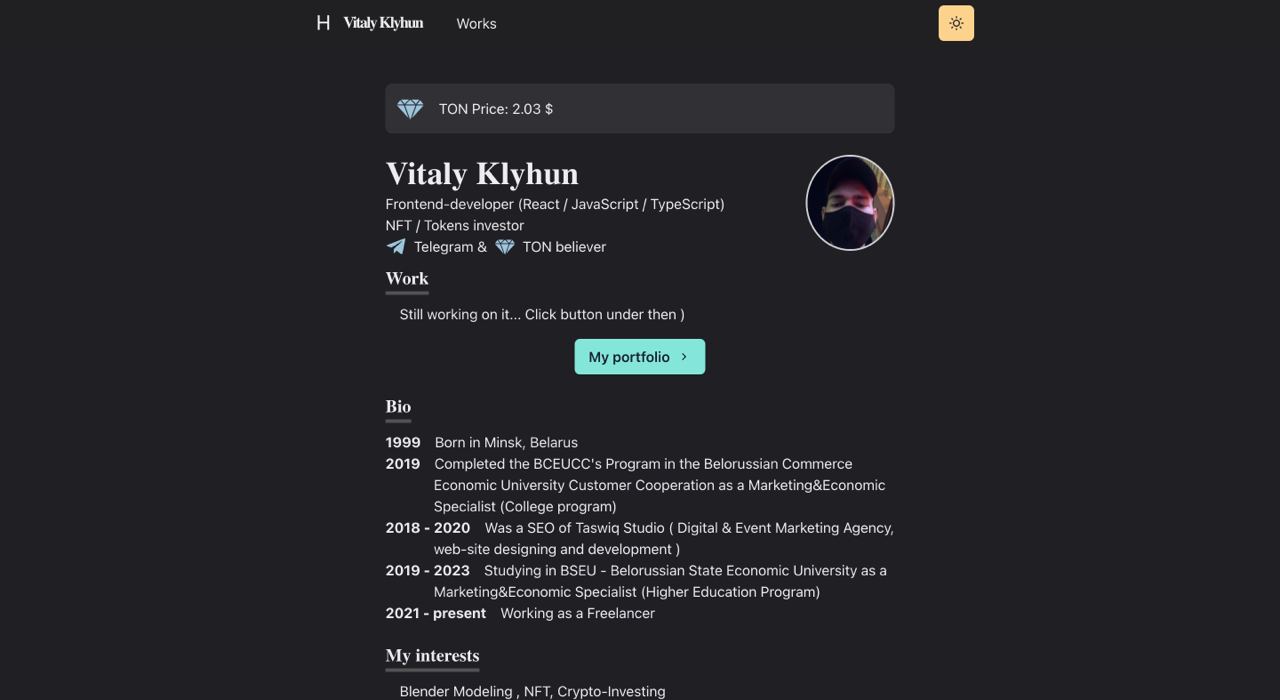 Vitaly Klyhun Works
TON Price: 2.03 $
Vitaly Klyhun
Frontend-developer (React / JavaScript / TypeScript)
NFT / Tokens investor
Telegram & TON believer
Work
Still working on it... Click button under then )
My portfolio
Bio
1999 Born in Minsk, Belarus
2019 Completed the BCEUCC's Program in the Belorussian Commerce
Economic University Customer Cooperation as a Marketing&Economic
Specialist (College program)
2018 - 2020 Was a SEO of Taswiq Studio ( Digital & Event Marketing Agency,
web-site designing and development )
2019 - 2023 Studying in BSEU - Belorussian State Economic University as a
Marketing&Economic Specialist (Higher Education Program)
2021 - present Working as a Freelancer
My interests
Blender Modeling , NFT, Crypto-Investing